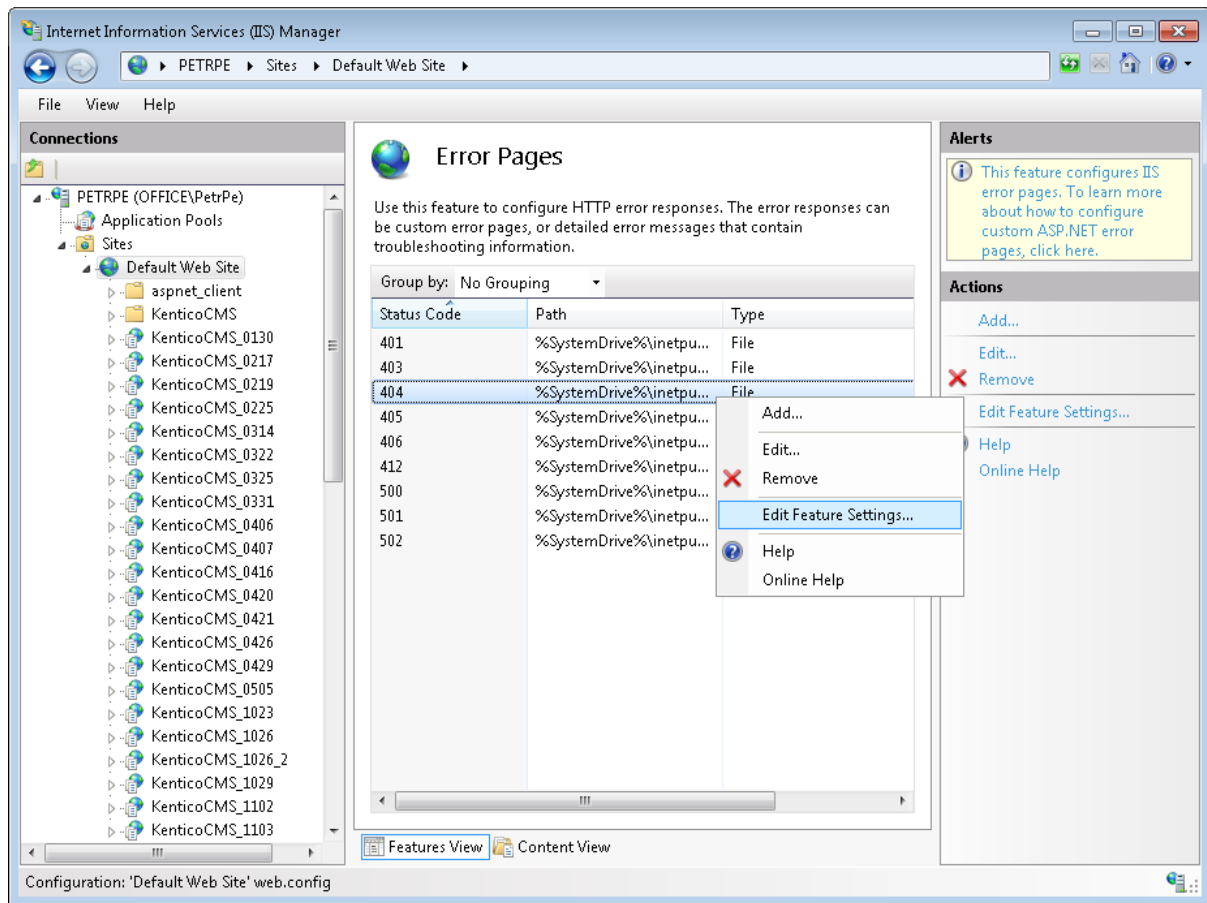 Internet Information Services (IIS) Manager
PETRPE Sites Default Web Site
File View Help
Connections
PETRPE (OFFICE\PetrPe)
Application Pools
Sites
Default Web Site
aspnet_client
KenticoCMS
KenticoCMS_0130
KenticoCMS_0217
KenticoCMS_0219
KenticoCMS_0225
KenticoCMS_0314
KenticoCMS_0322
KenticoCMS_0325
KenticoCMS_0331
KenticoCMS_0406
KenticoCMS_0407
KenticoCMS_0416
KenticoCMS_0420
KenticoCMS_0421
KenticoCMS_0426
KenticoCMS_0429
KenticoCMS_0505
KenticoCMS_1023
KenticoCMS_1026
KenticoCMS_1026_2
KenticoCMS_1029
KenticoCMS_1102
KenticoCMS_1103
Error Pages
Use this feature to configure HTTP error responses. The error responses can
be custom error pages, or detailed error messages that contain
troubleshooting information.
Group by: No Grouping
Status Code Path Type
401 %SystemDrive%\inetpu... File
403 %SystemDrive%\inetpu... File
404 %SystemDrive%\inetpu... File
405 %SystemDrive%\inetpu...
406 %SystemDrive%\inetpu...
412 %SystemDrive%\inetpu...
500 %SystemDrive%\inetpu...
501 %SystemDrive%\inetpu...
502 %SystemDrive%\inetpu...
Add...
Edit...
Remove
Edit Feature Settings...
Help
Online Help
Features View Content View
Alerts
This feature configures IIS
error pages. To learn more
about how to configure
custom ASP.NET error
pages, click here.
Actions
Add...
Edit...
Remove
Edit Feature Settings...
Help
Online Help
Configuration: 'Default Web Site' web.config